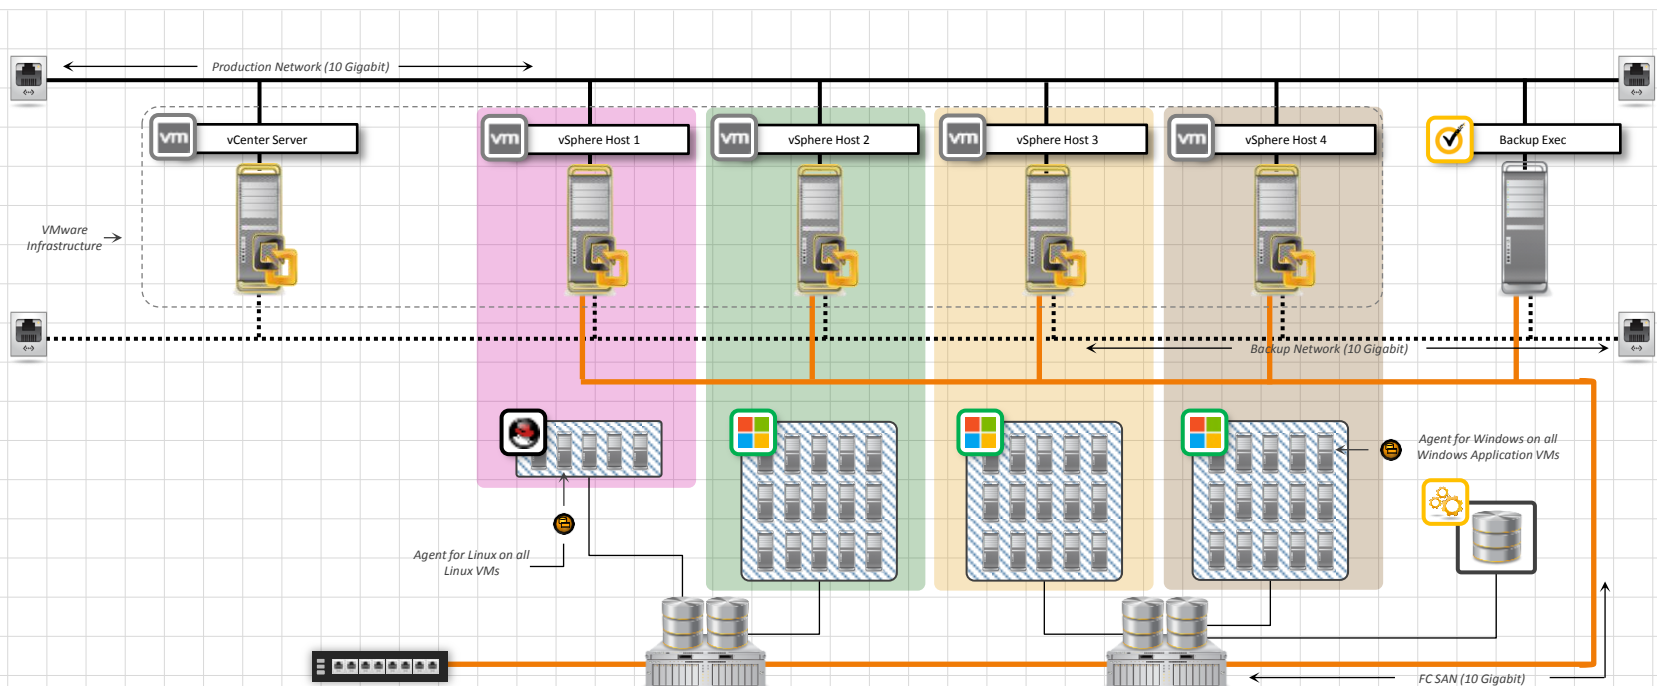 Production Network (10 Gigabit)
vm
vCenter Server
vm
vSphere Host 1
vm
vSphere Host 2
vm
vSphere Host 3
vm
vSphere Host 4
Backup Exec
VMware
Infrastructure
Backup Network (10 Gigabit)
Agent for Windows on all
Windows Application VMs
Agent for Linux on all
Linux VMs
FC SAN (10 Gigabit)